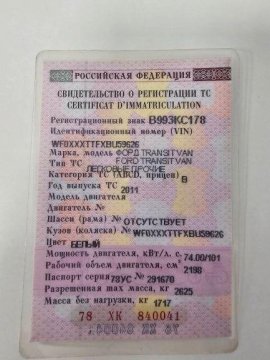 РОССИЙСКАЯ ФЕДЕРАЦИЯ
СВИДЕТЕЛЬСТВО О РЕГИСТРАЦИИ ТС
CERTIFICAT D'IMMATRICULATION
Регистрационный знак В993КС178
Идентификационный номер (VIN)
WF0XXXTTFXBU59626
Марка, модель ФОРД TRANSIT VAN
FORD TRANSIT VAN
Тип ТС ЛЕГКОВЫЕ ПРОЧИЕ
Категория ТС (ABCD, прицеп) B
Год выпуска ТС 2011
Модель двигателя
Двигатель №
Шасси (рама) № ОТСУТСТВУЕТ
Кузов (коляска) № WF0XXXTTFXBU59626
Цвет БЕЛЫЙ
Мощность двигателя, кВт/л. с. 74.00/101
Рабочий объем двигателя, см³ 2198
Паспорт серия 78УС № 291678
Разрешенная max масса, кг 2625
Масса без нагрузки, кг 1717
78 ХК 840041